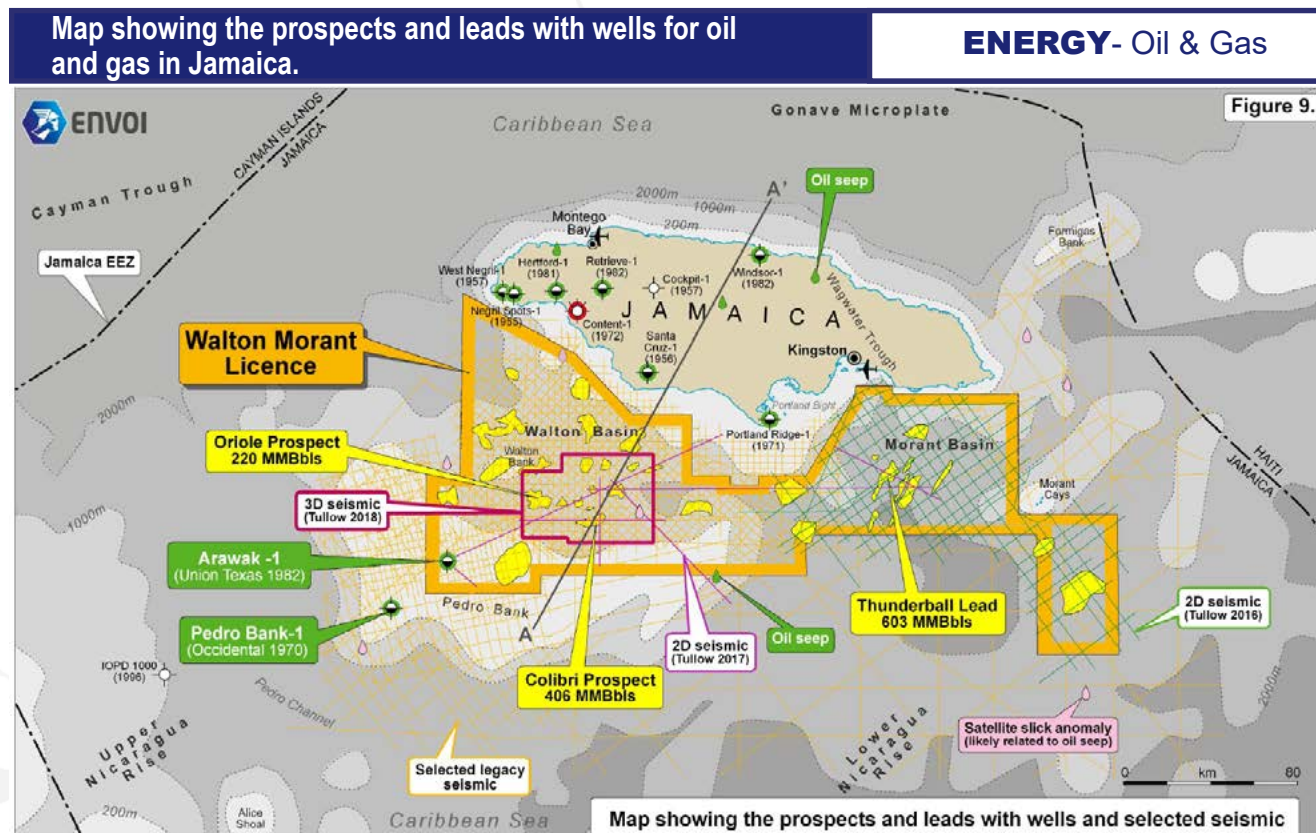 Map showing the prospects and leads with wells for oil
and gas in Jamaica.
ENERGY- Oil & Gas
ENVOI
Figure 9.
CAYMAN ISLANDS
JAMAICA
Caribbean Sea
Gonave Microplate
Cayman Trough
Jamaica EEZ
2000m
1000m
200m
A'
Oil seep
Montego
Bay
Formigas
Bank
West Negril-1
(1957)
Hertford-1
(1981)
Retrieve-1
(1982)
Cockpit-1
(1957)
Windsor-1
(1982)
Negril Spots-1
(1955)
Content-1
(1972)
JAMAICA
Wagwater Trough
Santa
Cruz-1
(1956)
Kingston
Walton Morant
Licence
2000m
Portland Bight
Portland Ridge-1
(1971)
Oriole Prospect
220 MMBbls
Walton Basin
Walton
Bank
Morant Basin
HAITI
JAMAICA
Morant
Cays
3D seismic
(Tullow 2018)
1000m
Arawak -1
(Union Texas 1982)
Pedro Bank-1
(Occidental 1970)
Pedro Bank
A
Thunderball Lead
603 MMBbls
2D seismic
(Tullow 2016)
Oil seep
2D seismic
(Tullow 2017)
IOPD 1000
(1996)
Colibri Prospect
406 MMBbls
Pedro Channel
2000m
Upper
Nicaragua
Rise
Lower
Nicaragua
Rise
Satellite slick anomaly
(likely related to oil seep)
Selected legacy
seismic
0 km 80
200m
Alice
Shoal
Caribbean Sea
Map showing the prospects and leads with wells and selected seismic